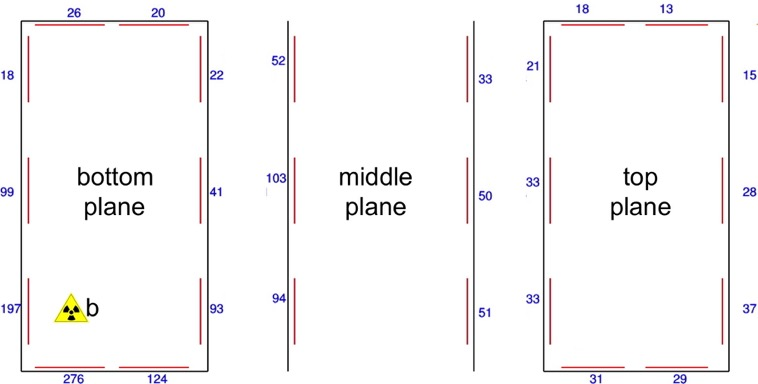 26 20
18 22
99 bottom plane 41
197 b 93
276 124
52 33
103 middle plane 50
94 51
18 13
21 15
33 top plane 28
33 37
31 29